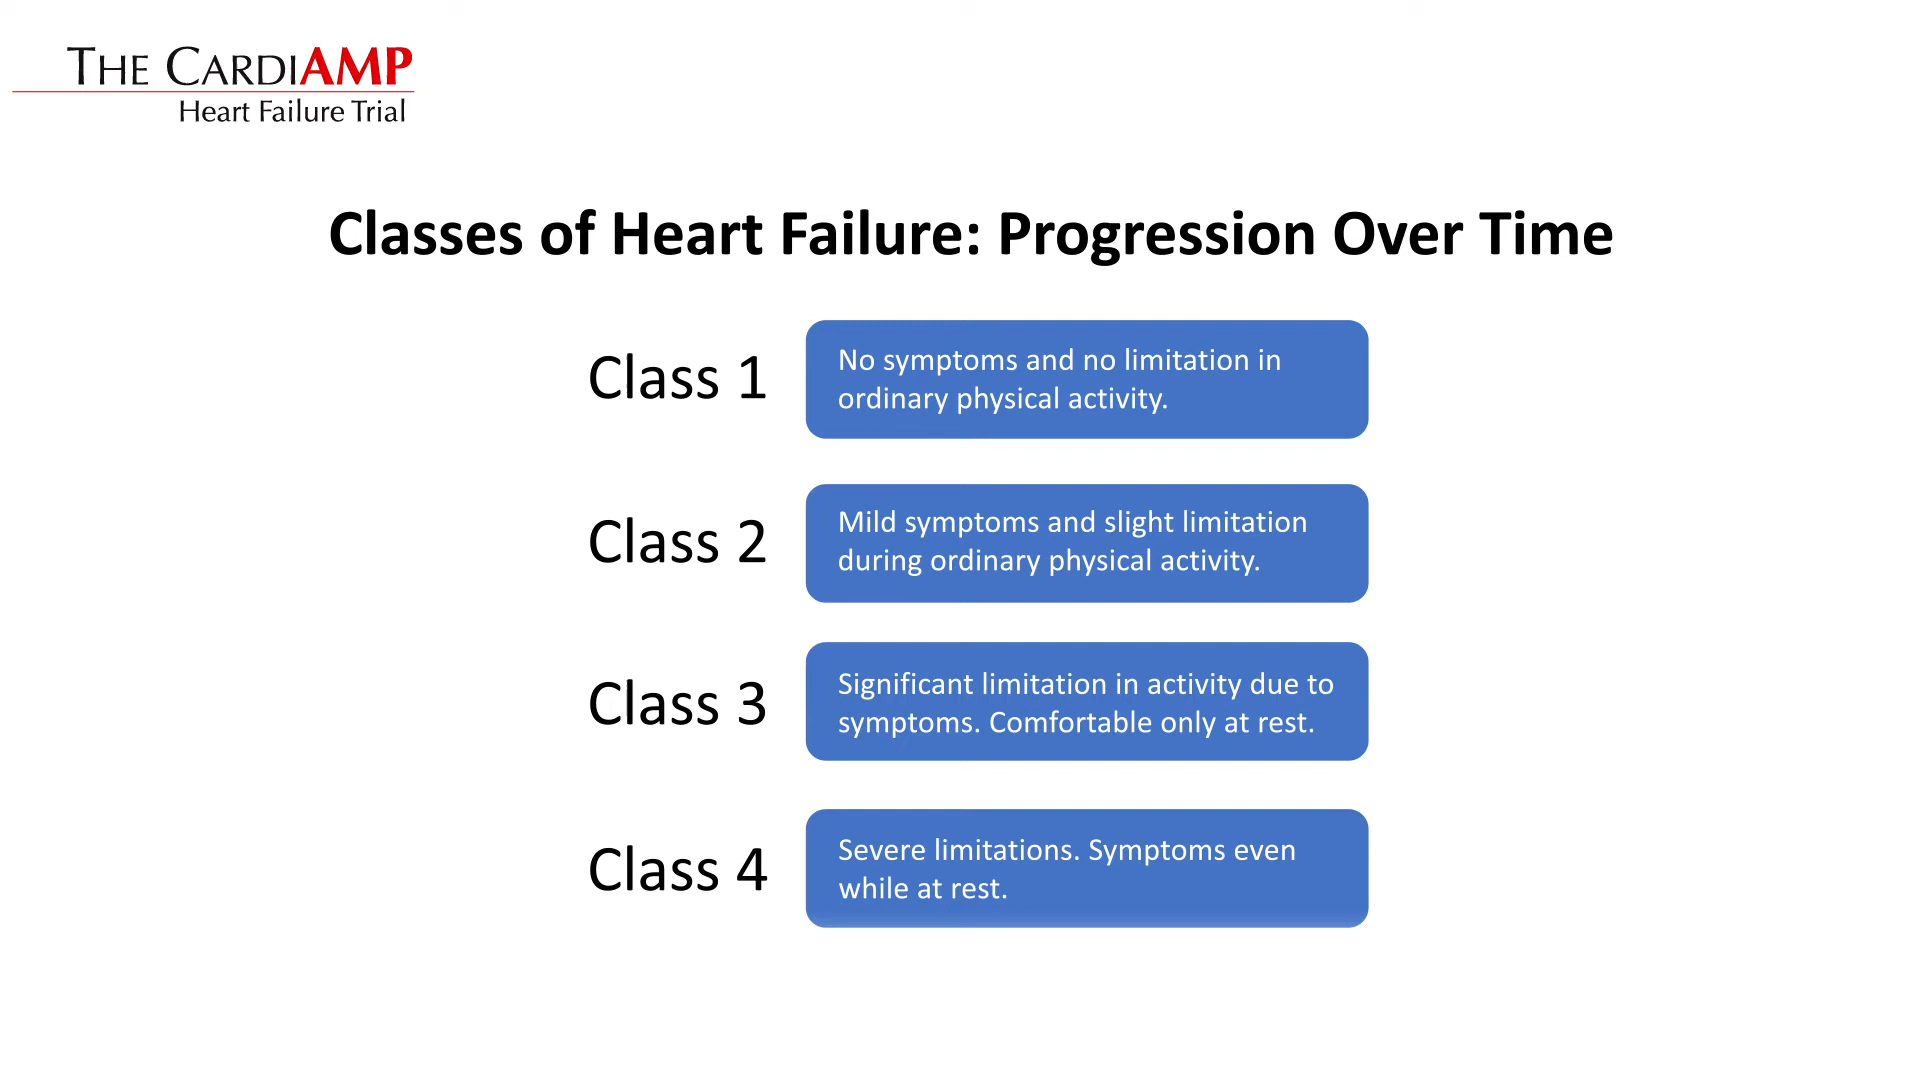 THE CARDIAMP
Heart Failure Trial
Classes of Heart Failure: Progression Over Time
Class 1
No symptoms and no limitation in
ordinary physical activity.
Class 2
Mild symptoms and slight limitation
during ordinary physical activity.
Class 3
Significant limitation in activity due to
symptoms. Comfortable only at rest.
Class 4
Severe limitations. Symptoms even
while at rest.